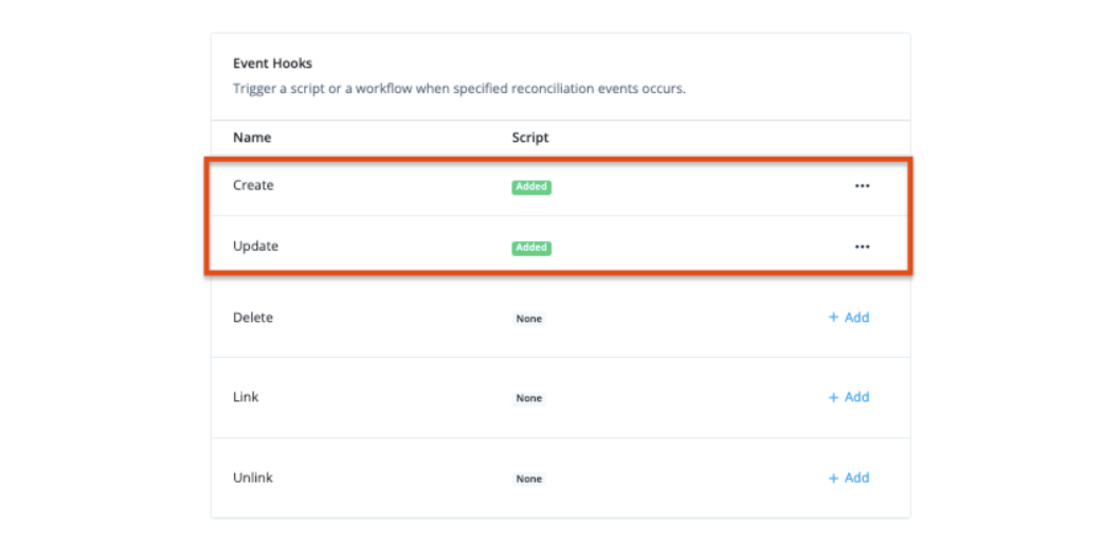 Event Hooks
Trigger a script or a workflow when specified reconciliation events occurs.
Name Script
Create Added •••
Update Added •••
Delete None + Add
Link None + Add
Unlink None + Add